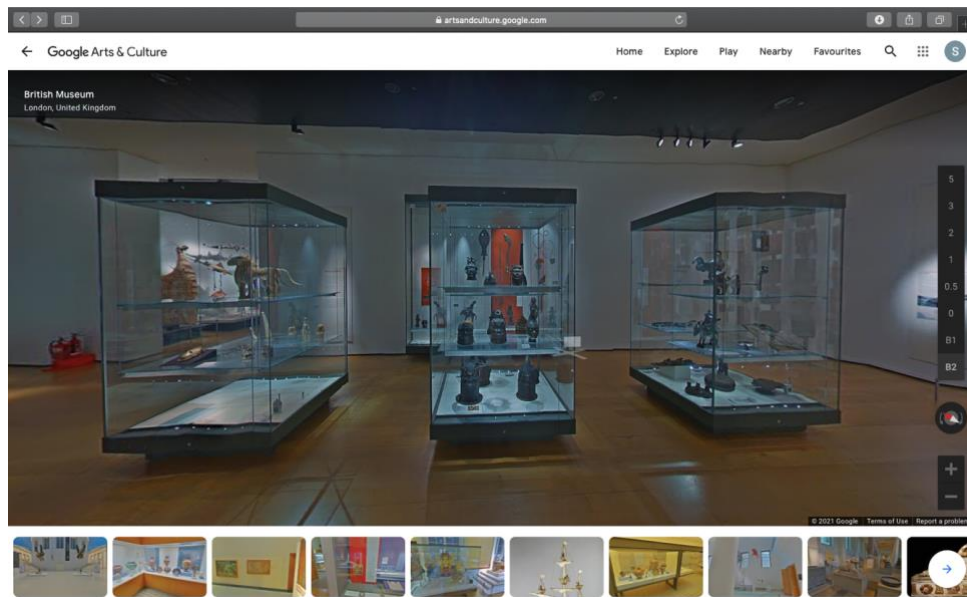 artsandculture.google.com
Google Arts & Culture
Home Explore Play Nearby Favourites
S
British Museum
London, United Kingdom
5
3
2
1
0.5
0
B1
B2
© 2021 Google Terms of Use Report a problem